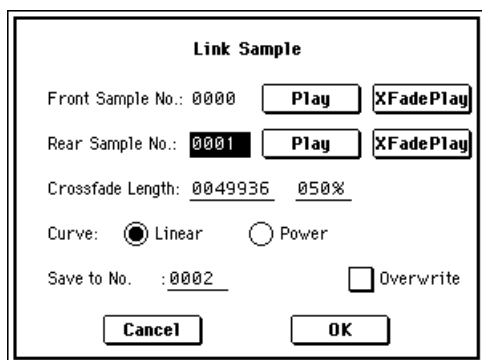 Link Sample
Front Sample No.: 0000 Play XFadePlay
Rear Sample No.: 0001 Play XFadePlay
Crossfade Length: 0049936 050%
Curve: Linear Power
Save to No. :0002 Overwrite
Cancel OK